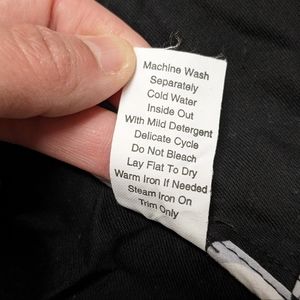 Machine Wash
Separately
Cold Water
Inside Out
With Mild Detergent
Delicate Cycle
Do Not Bleach
Lay Flat To Dry
Warm Iron If Needed
Steam Iron On
Trim Only